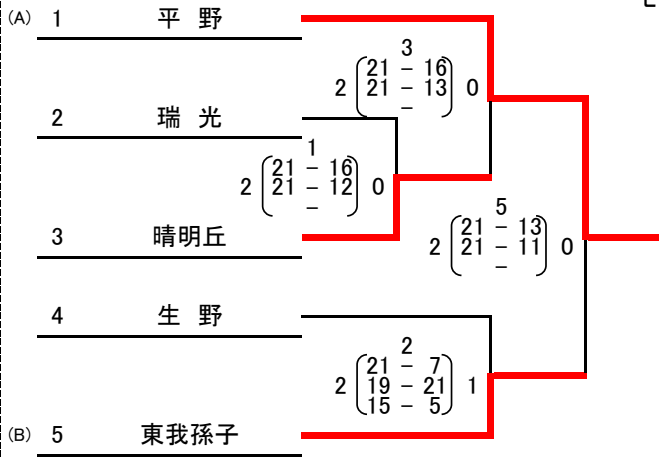 (A) 1 平 野
3
21 - 16
2 21 - 13 0
-
2 瑞 光
1
21 - 16
2 21 - 12 0
-
3 晴明丘
5
21 - 13
2 21 - 11 0
-
4 生 野
2
21 - 7
2 19 - 21 1
15 - 5
(B) 5 東我孫子